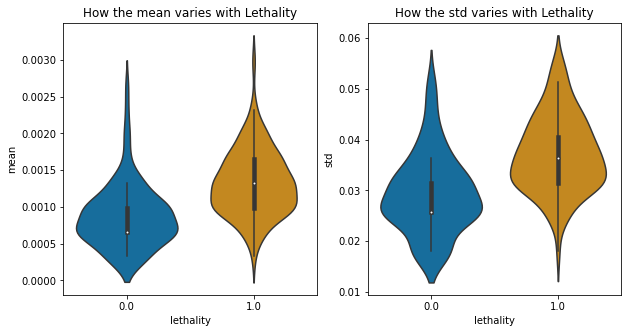 How the mean varies with Lethality
mean
0.0030
0.0025
0.0020
0.0015
0.0010
0.0005
0.0000
0.0
1.0
lethality
How the std varies with Lethality
std
0.06
0.05
0.04
0.03
0.02
0.01
0.0
1.0
lethality